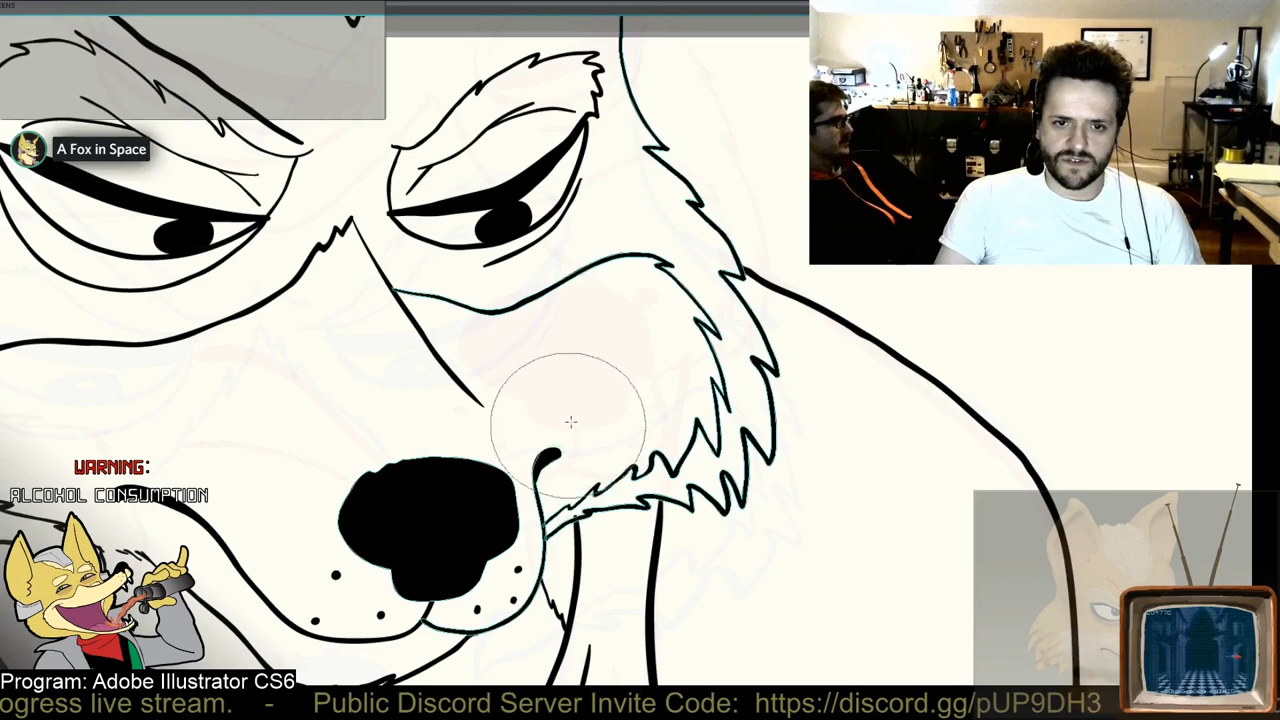 A Fox in Space
WARNING:
ALCOHOL CONSUMPTION
Program: Adobe Illustrator CS6
ogress live stream. - Public Discord Server Invite Code: https://discord.gg/pUP9DH3